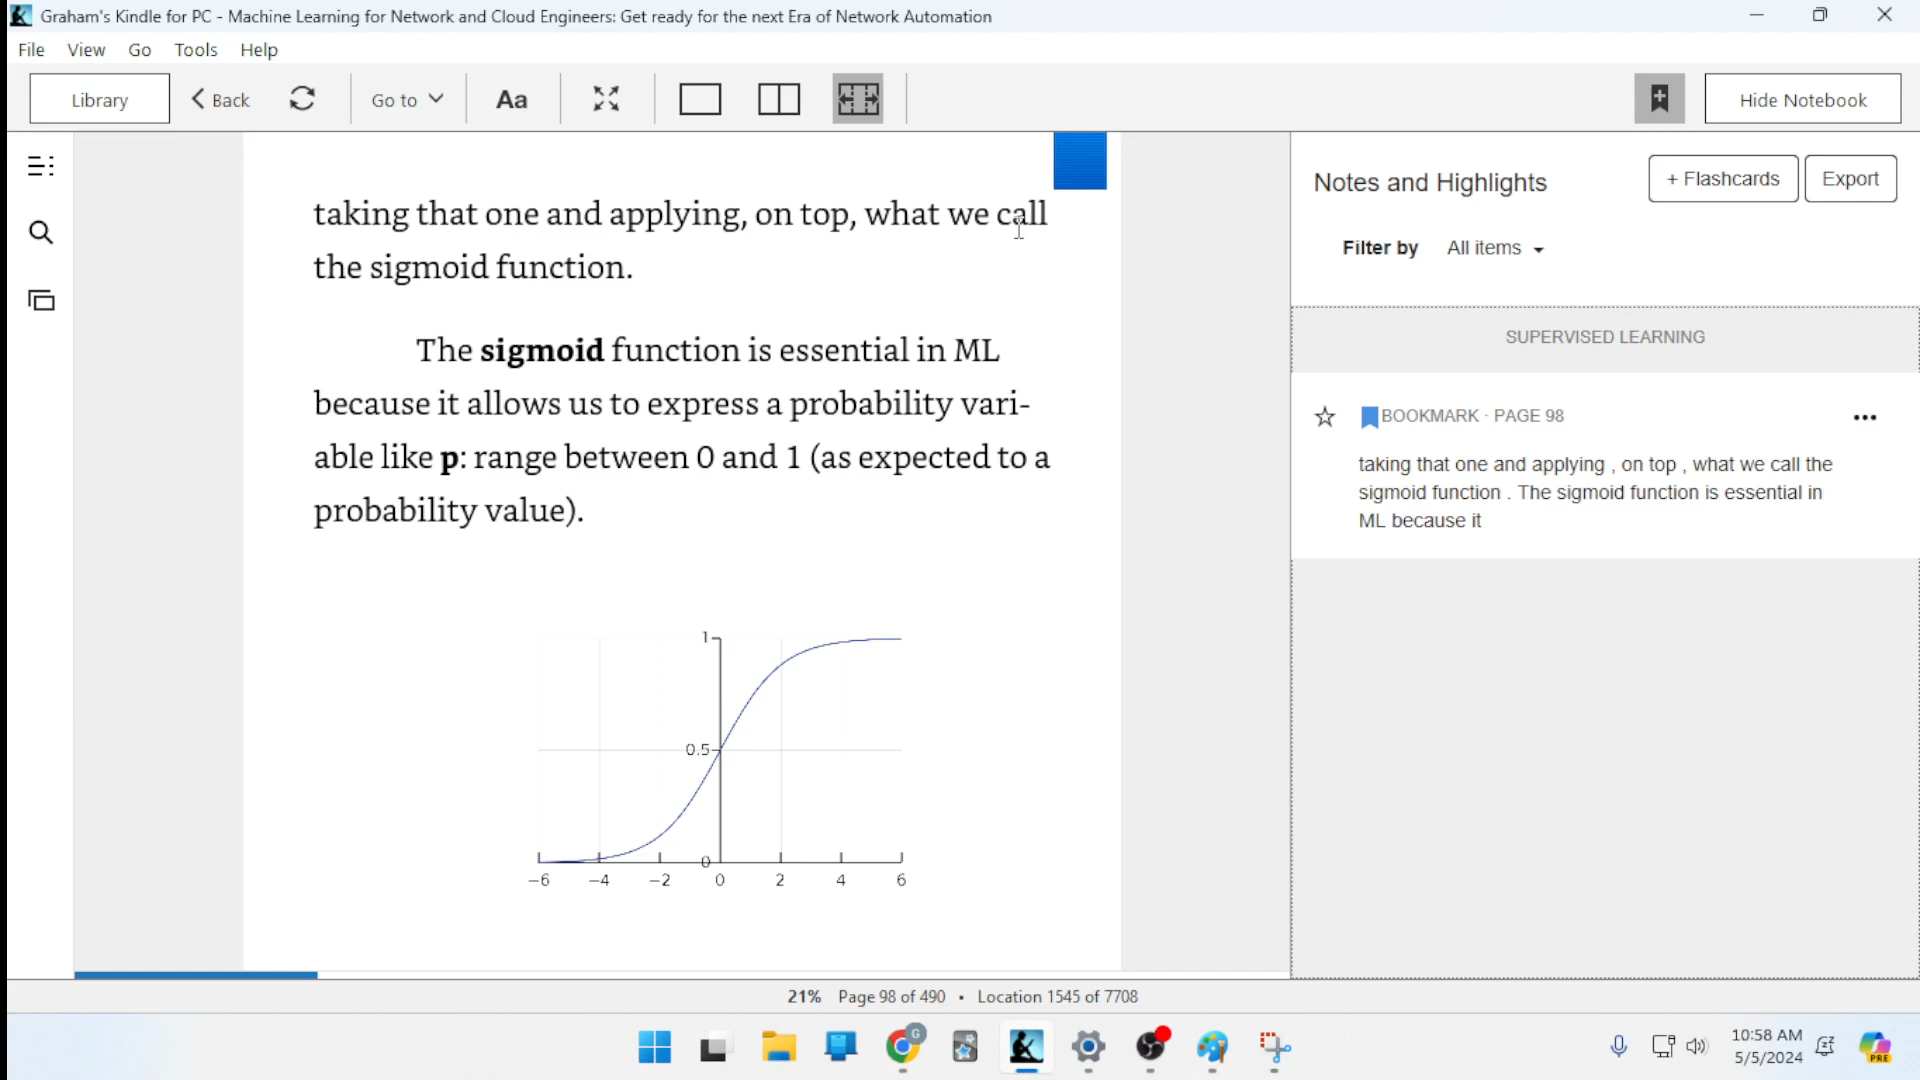 Graham's Kindle for PC - Machine Learning for Network and Cloud Engineers: Get ready for the next Era of Network Automation
File View Go Tools Help
Library Back Go to Aa Hide Notebook
taking that one and applying, on top, what we call
the sigmoid function.
The sigmoid function is essential in ML
because it allows us to express a probability vari-
able like p: range between 0 and 1 (as expected to a
probability value).
1
0.5
0
-6 -4 -2 0 2 4 6
Notes and Highlights + Flashcards Export
Filter by All items
SUPERVISED LEARNING
BOOKMARK · PAGE 98
taking that one and applying , on top , what we call the
sigmoid function . The sigmoid function is essential in
ML because it
21% Page 98 of 490 • Location 1545 of 7708
G
10:58 AM
5/5/2024
PRE